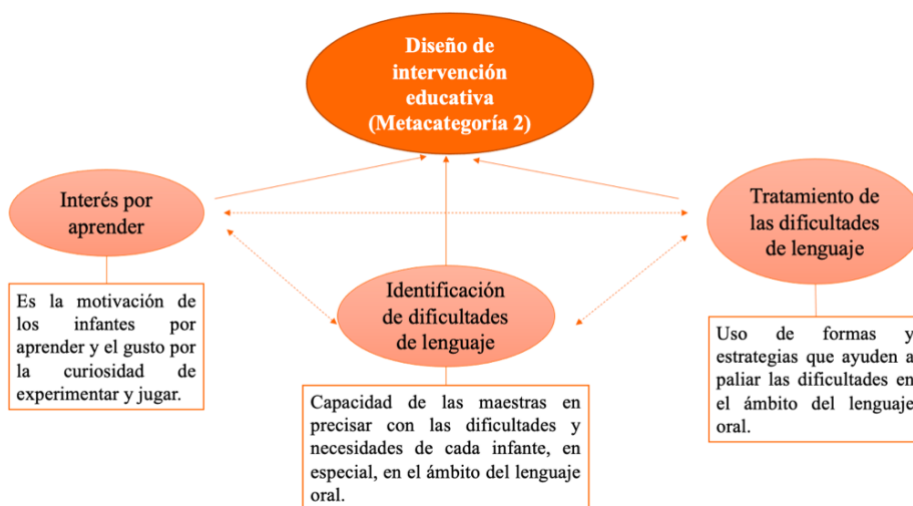 Diseño de
intervención
educativa
(Metacategoría 2)
Interés por
aprender
Es la motivación de
los infantes por
aprender y el gusto por
la curiosidad de
experimentar y jugar.
Identificación
de dificultades
de lenguaje
Capacidad de las maestras en
precisar con las dificultades y
necesidades de cada infante, en
especial, en el ámbito del lenguaje
oral.
Tratamiento de
las dificultades
de lenguaje
Uso de formas y
estrategias que ayuden a
paliar las dificultades en
el ámbito del lenguaje
oral.